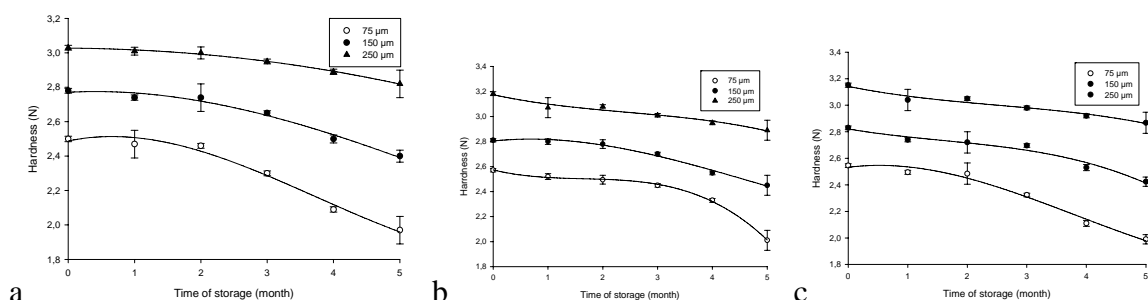 3,2
3,0
2,8
2,6
2,4
2,2
2,0
1,8
Hardness (N)
0 1 2 3 4 5
Time of storage (month)
75 µm
150 µm
250 µm
a
3,6
3,4
3,2
3,0
2,8
2,6
2,4
2,2
2,0
1,8
Hardness (N)
0 1 2 3 4 5
Time of storage (month)
75 µm
150 µm
250 µm
b
3,6
3,4
3,2
3,0
2,8
2,6
2,4
2,2
2,0
1,8
Hardness (N)
0 1 2 3 4 5
Time of storage (month)
75 µm
150 µm
250 µm
c